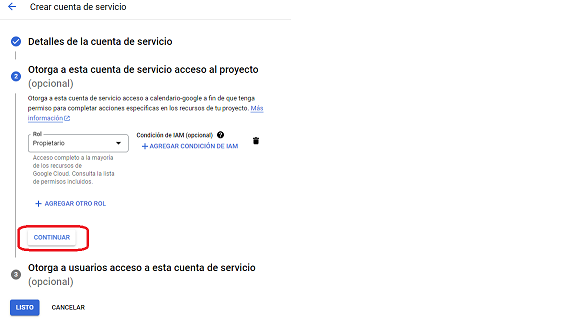 Crear cuenta de servicio
Detalles de la cuenta de servicio
2 Otorga a esta cuenta de servicio acceso al proyecto
(opcional)
Otorga a esta cuenta de servicio acceso a calendario-google a fin de que tenga
permiso para completar acciones específicas en los recursos de tu proyecto. Más
información
Rol
Propietario
Condición de IAM (opcional) ?
+ AGREGAR CONDICIÓN DE IAM
Acceso completo a la mayoría
de los recursos de
Google Cloud. Consulta la lista
de permisos incluidos.
+ AGREGAR OTRO ROL
CONTINUAR
3 Otorga a usuarios acceso a esta cuenta de servicio
(opcional)
LISTO CANCELAR